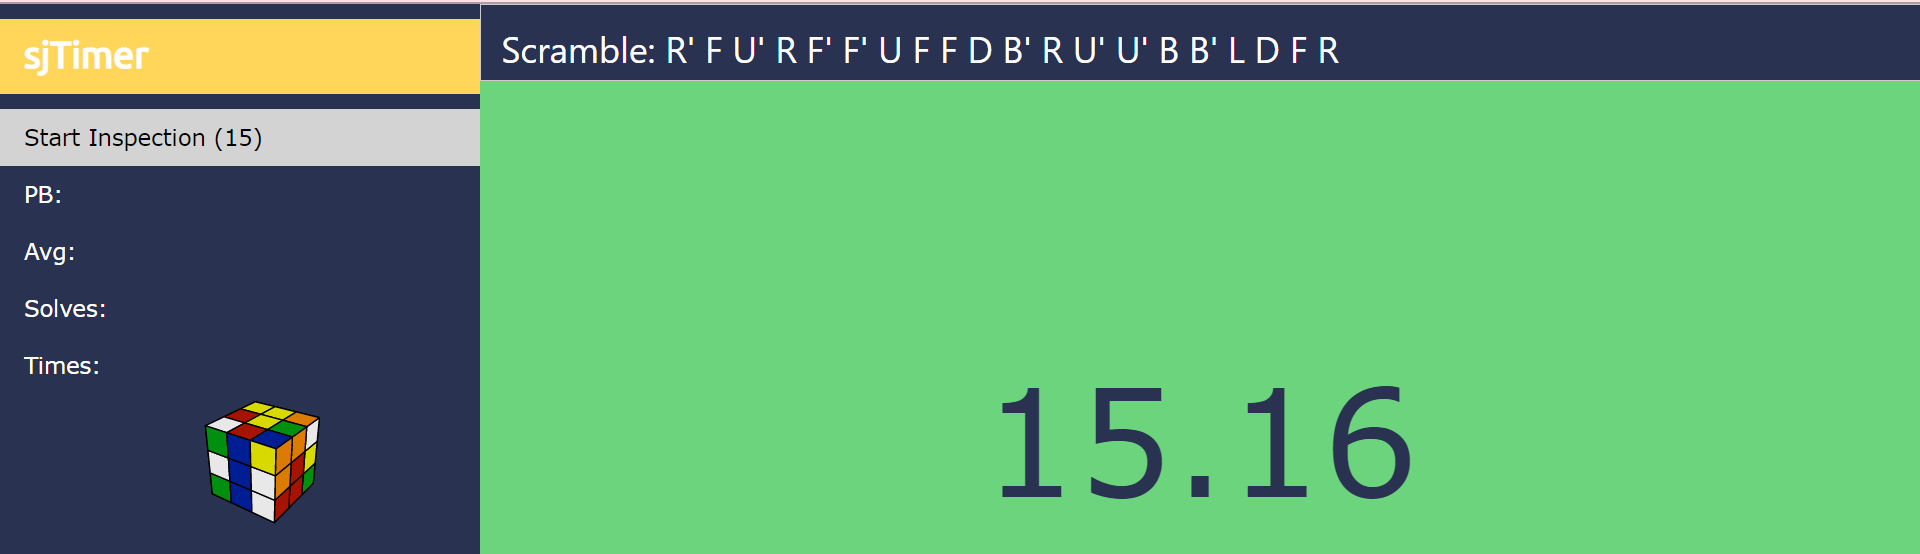 sjTimer
Scramble: R' F U' R F' F' U F F D B' R U' U' B B' L D F R
Start Inspection (15)
PB:
Avg:
Solves:
Times:
15.16